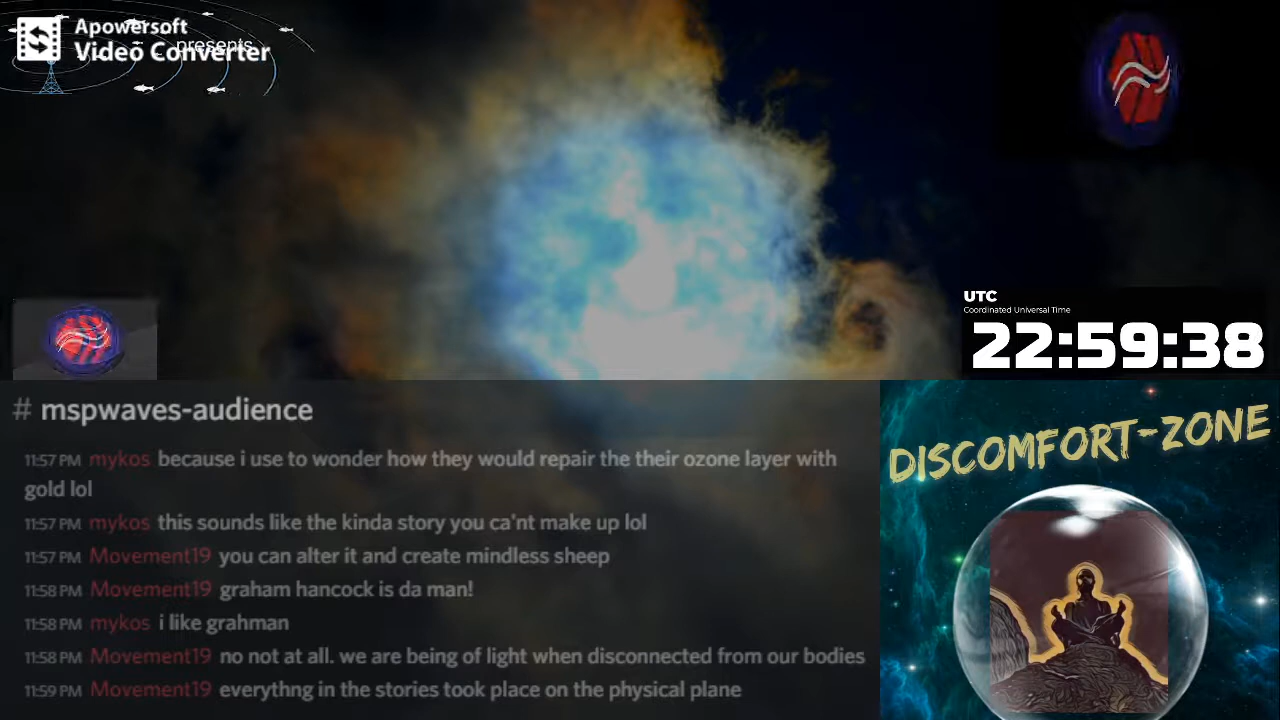 Apowersoft
presents
Video Converter
UTC
Coordinated Universal Time
22:59:38
# mspwaves-audience
11:57 PM mykos because i use to wonder how they would repair the their ozone layer with
gold lol
11:57 PM mykos this sounds like the kinda story you ca'nt make up lol
11:57 PM Movement19 you can alter it and create mindless sheep
11:58 PM Movement19 graham hancock is da man!
11:58 PM mykos i like grahman
11:58 PM Movement19 no not at all. we are being of light when disconnected from our bodies
11:59 PM Movement19 everythng in the stories took place on the physical plane
DISCOMFORT-ZONE